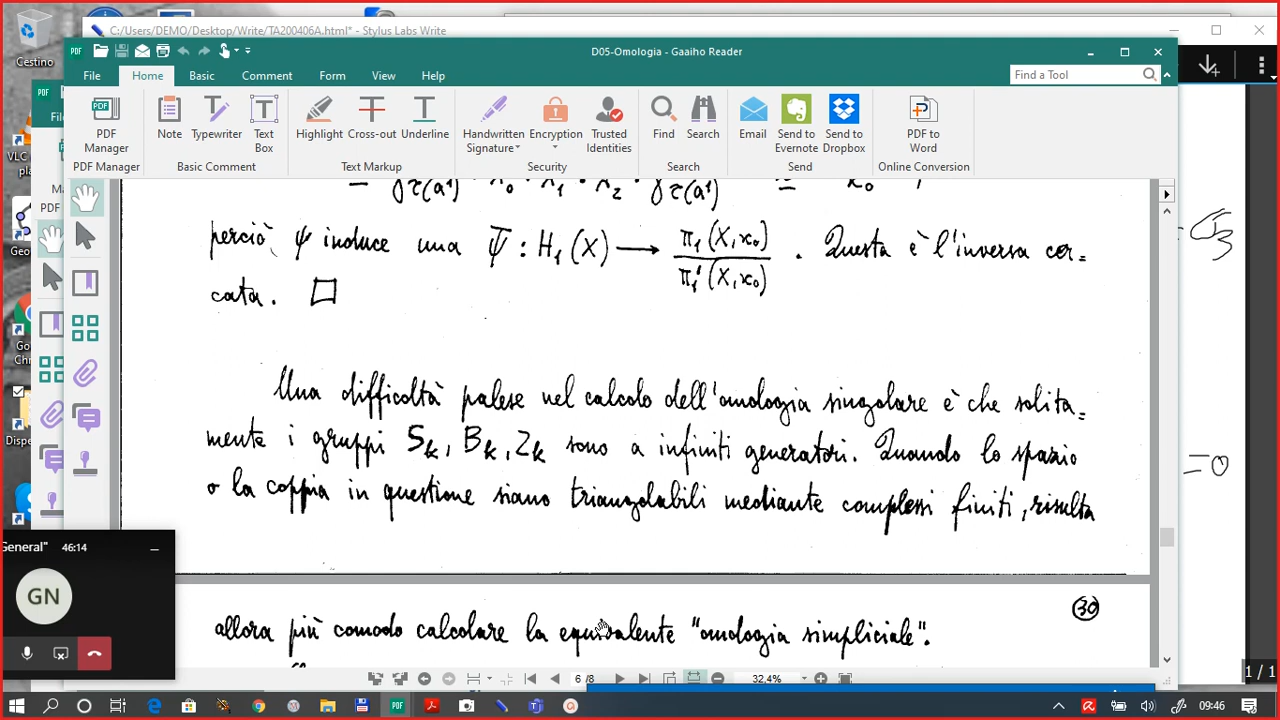 Cestino
C:/Users/DEMO/Desktop/Write/TA200406A.html* - Stylus Labs Write
D05-Omologia - Gaaiho Reader
File Home Basic Comment Form View Help
Find a Tool
PDF Manager
Note Typewriter Text Box
Highlight Cross-out Underline
Handwritten Signature Encryption Trusted Identities
Find Search
Email Send to Evernote Send to Dropbox
PDF to Word
PDF Manager Basic Comment Text Markup Security Search Send Online Conversion
perciò, ψ induce una Ψ̄ : H₁(X) ⟶ π₁(X,x₀) / π₁'(X,x₀) . Questa è l'inversa cer=
cata. □
Una difficoltà palese nel calcolo dell'omologia singolare è che solita=
mente i gruppi Sₖ, Bₖ, Zₖ sono a infiniti generatori. Quando lo spazio
o la coppia in questione siano triangolabili mediante complessi finiti, risulta
=0
General" 46:14
GN
30
allora più comodo calcolare la equivalente "omologia simpliciale".
6 /8
32,4%
1 / 1
09:46